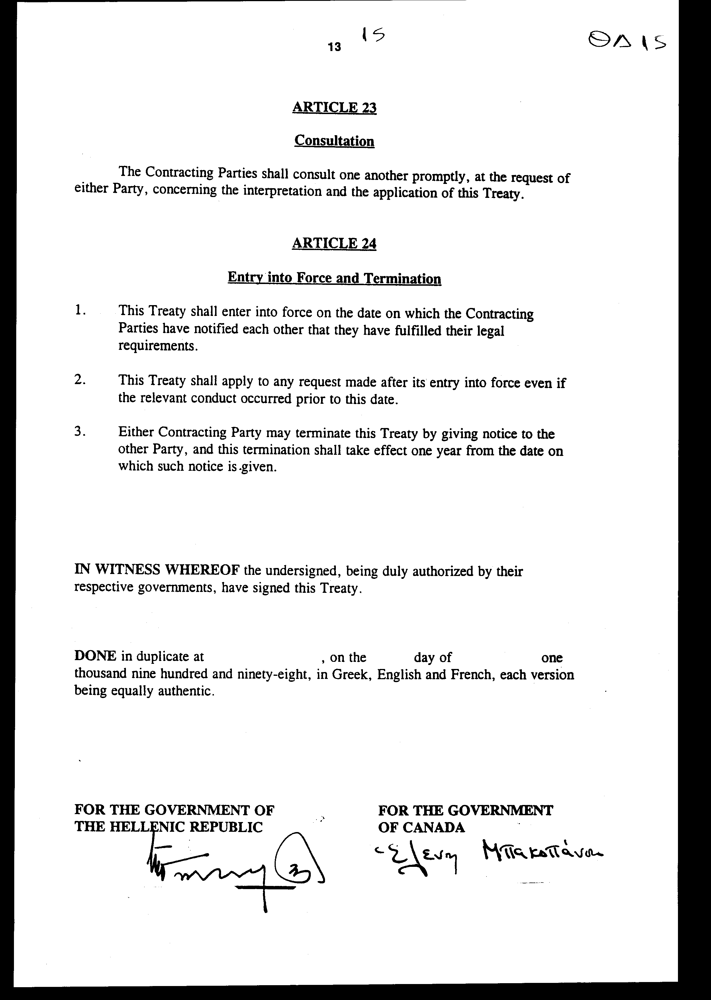 15
13
ΘΔ 15
ARTICLE 23
Consultation
The Contracting Parties shall consult one another promptly, at the request of
either Party, concerning the interpretation and the application of this Treaty.
ARTICLE 24
Entry into Force and Termination
1. This Treaty shall enter into force on the date on which the Contracting
Parties have notified each other that they have fulfilled their legal
requirements.
2. This Treaty shall apply to any request made after its entry into force even if
the relevant conduct occurred prior to this date.
3. Either Contracting Party may terminate this Treaty by giving notice to the
other Party, and this termination shall take effect one year from the date on
which such notice is given.
IN WITNESS WHEREOF the undersigned, being duly authorized by their
respective governments, have signed this Treaty.
DONE in duplicate at , on the day of one
thousand nine hundred and ninety-eight, in Greek, English and French, each version
being equally authentic.
FOR THE GOVERNMENT OF
THE HELLENIC REPUBLIC
FOR THE GOVERNMENT
OF CANADA
Ελενη Μπακοπάνου